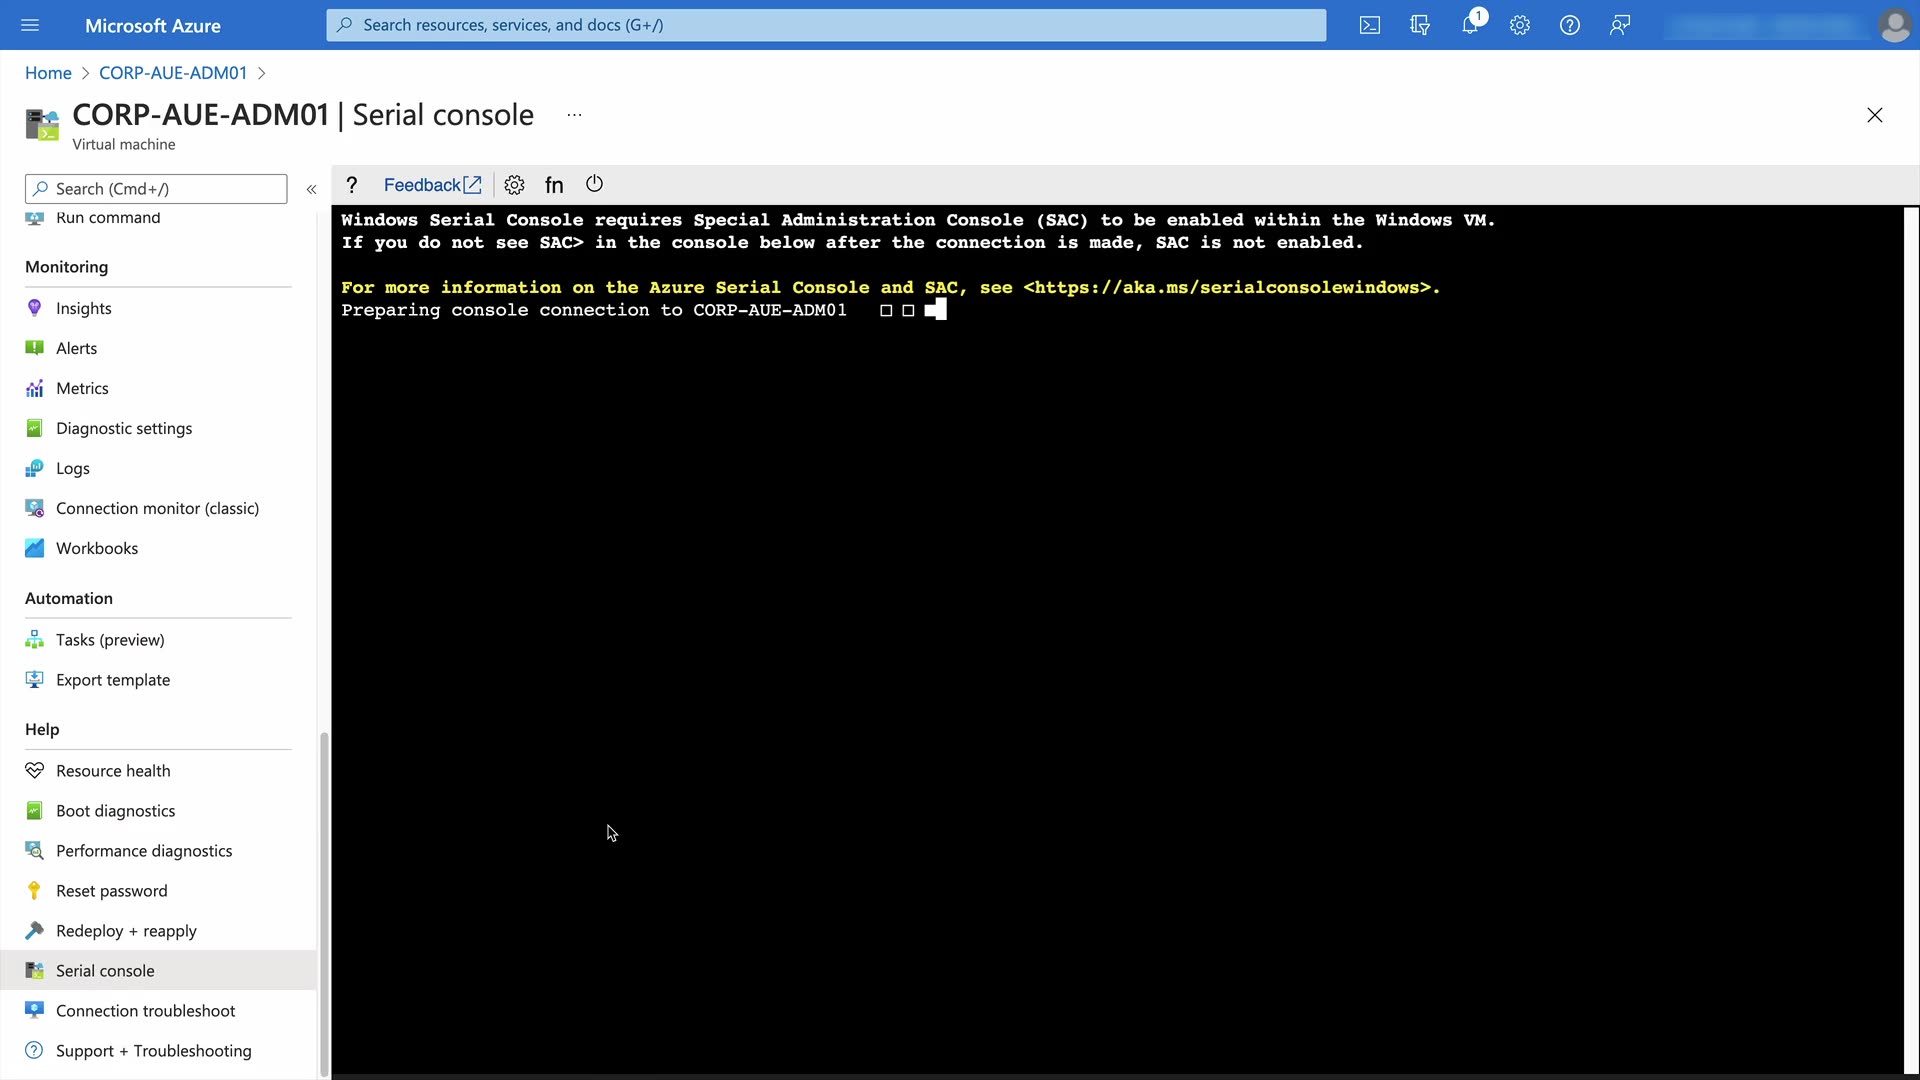 Microsoft Azure
Search resources, services, and docs (G+/)
1
Home > CORP-AUE-ADM01 >
CORP-AUE-ADM01 | Serial console ...
Virtual machine
Search (Cmd+/)
«
? Feedback fn
Run command
Monitoring
Insights
Alerts
Metrics
Diagnostic settings
Logs
Connection monitor (classic)
Workbooks
Automation
Tasks (preview)
Export template
Help
Resource health
Boot diagnostics
Performance diagnostics
Reset password
Redeploy + reapply
Serial console
Connection troubleshoot
Support + Troubleshooting
Windows Serial Console requires Special Administration Console (SAC) to be enabled within the Windows VM.
If you do not see SAC> in the console below after the connection is made, SAC is not enabled.
For more information on the Azure Serial Console and SAC, see <https://aka.ms/serialconsolewindows>.
Preparing console connection to CORP-AUE-ADM01